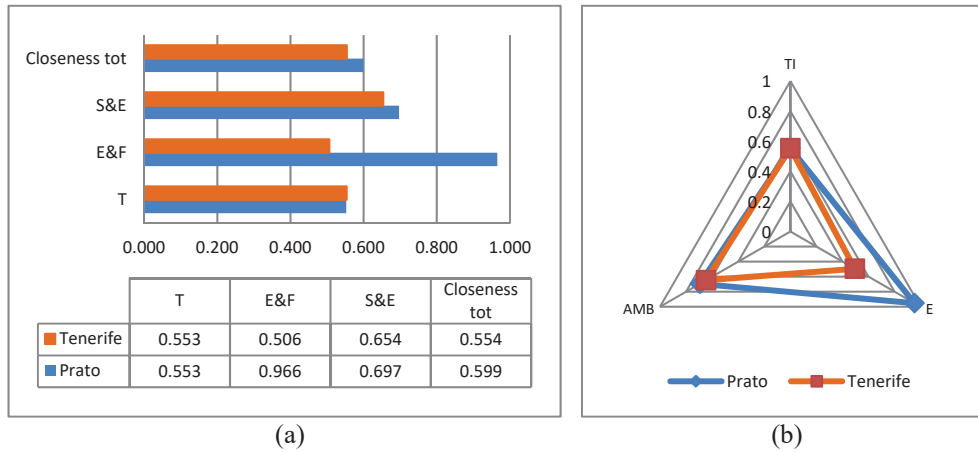 Closeness tot
S&E
E&F
T
0.000 0.200 0.400 0.600 0.800 1.000
T E&F S&E Closeness tot
Tenerife 0.553 0.506 0.654 0.554
Prato 0.553 0.966 0.697 0.599
(a)
TI
1
0.8
0.6
0.4
0.2
0
AMB E
Prato Tenerife
(b)